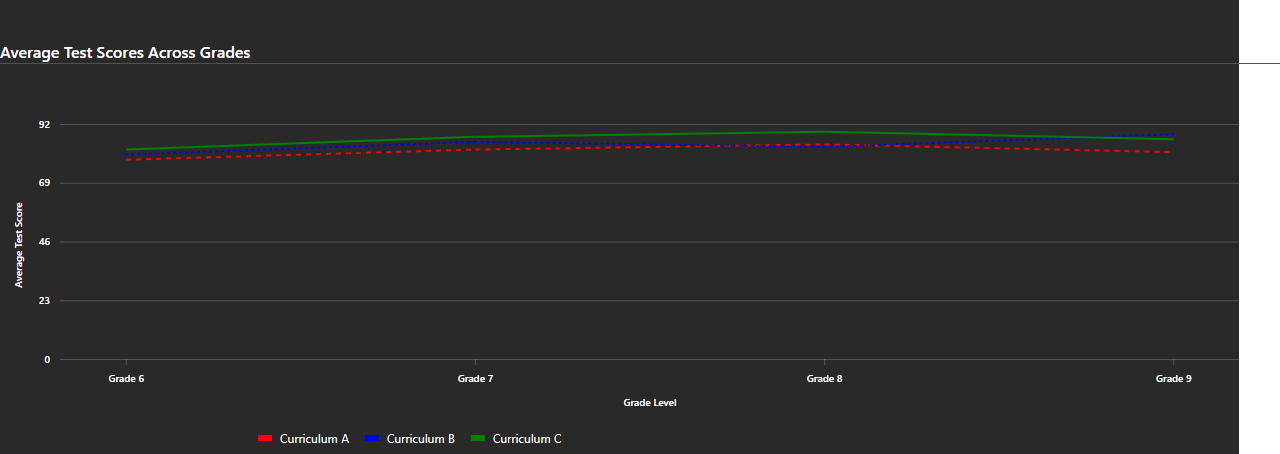 Average Test Scores Across Grades
92
69
46
23
0
Average Test Score
Grade 6
Grade 7
Grade 8
Grade 9
Grade Level
Curriculum A
Curriculum B
Curriculum C